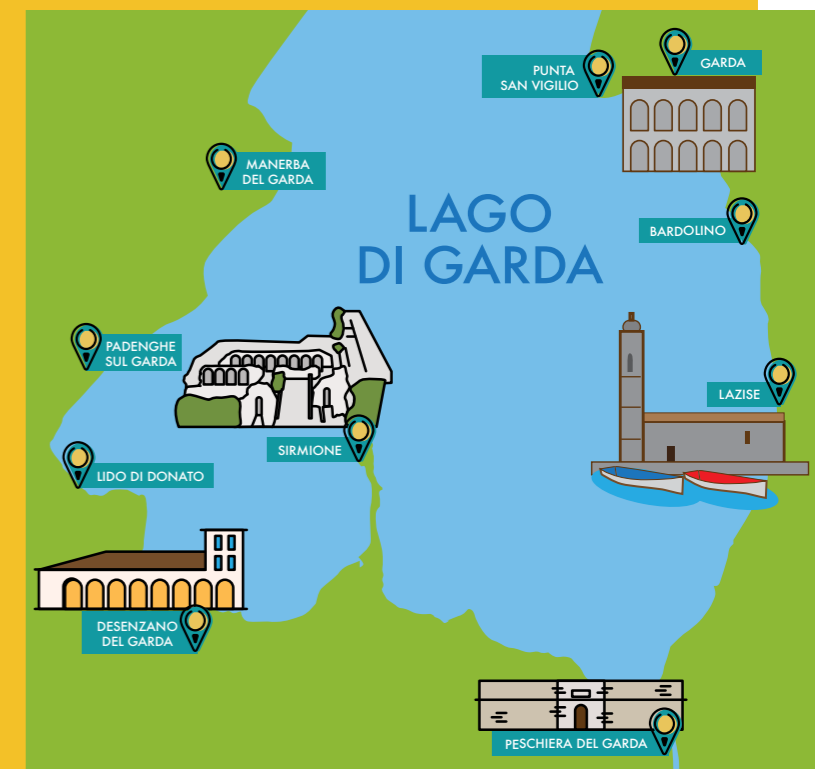 PUNTA
SAN VIGILIO
GARDA
MANERBA
DEL GARDA
LAGO
DI GARDA
BARDOLINO
PADENGHE
SUL GARDA
LAZISE
SIRMIONE
LIDO DI DONATO
DESENZANO
DEL GARDA
PESCHIERA DEL GARDA